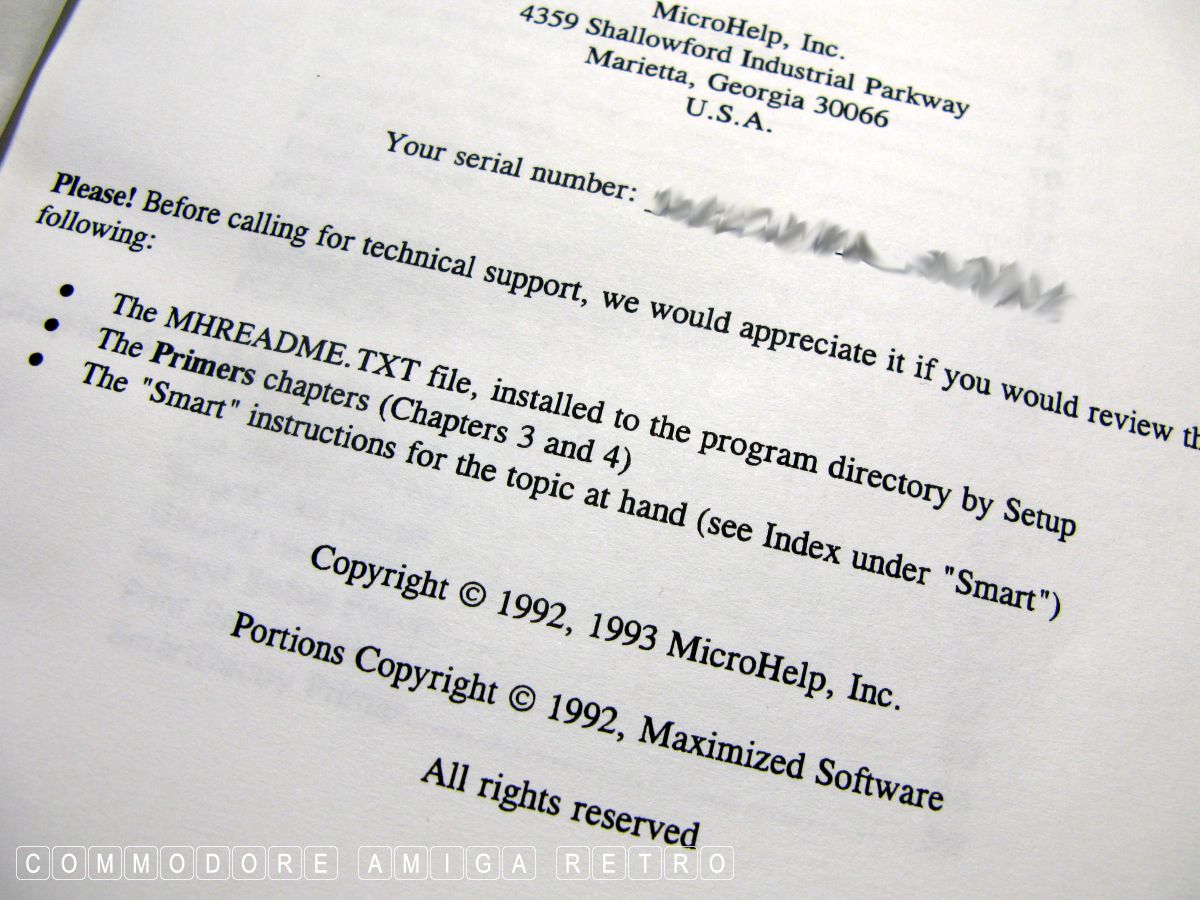 MicroHelp, Inc.
4359 Shallowford Industrial Parkway
Marietta, Georgia 30066
U.S.A.
Your serial number:
Please! Before calling for technical support, we would appreciate it if you would review
following:
• The MHREADME.TXT file, installed to the program directory by Setup
• The Primers chapters (Chapters 3 and 4)
• The "Smart" instructions for the topic at hand (see Index under "Smart")
Copyright © 1992, 1993 MicroHelp, Inc.
Portions Copyright © 1992, Maximized Software
All rights reserved
COMMODORE AMIGA RETRO